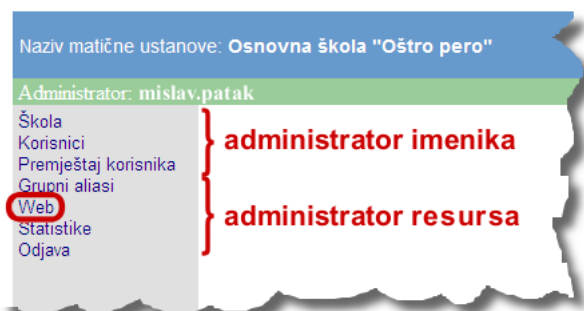 Naziv matične ustanove: Osnovna škola "Oštro pero"
Administrator: mislav.patak
Škola
Korisnici
Premještaj korisnika
administrator imenika
Grupni aliasi
Web
Statistike
Odjava
administrator resursa